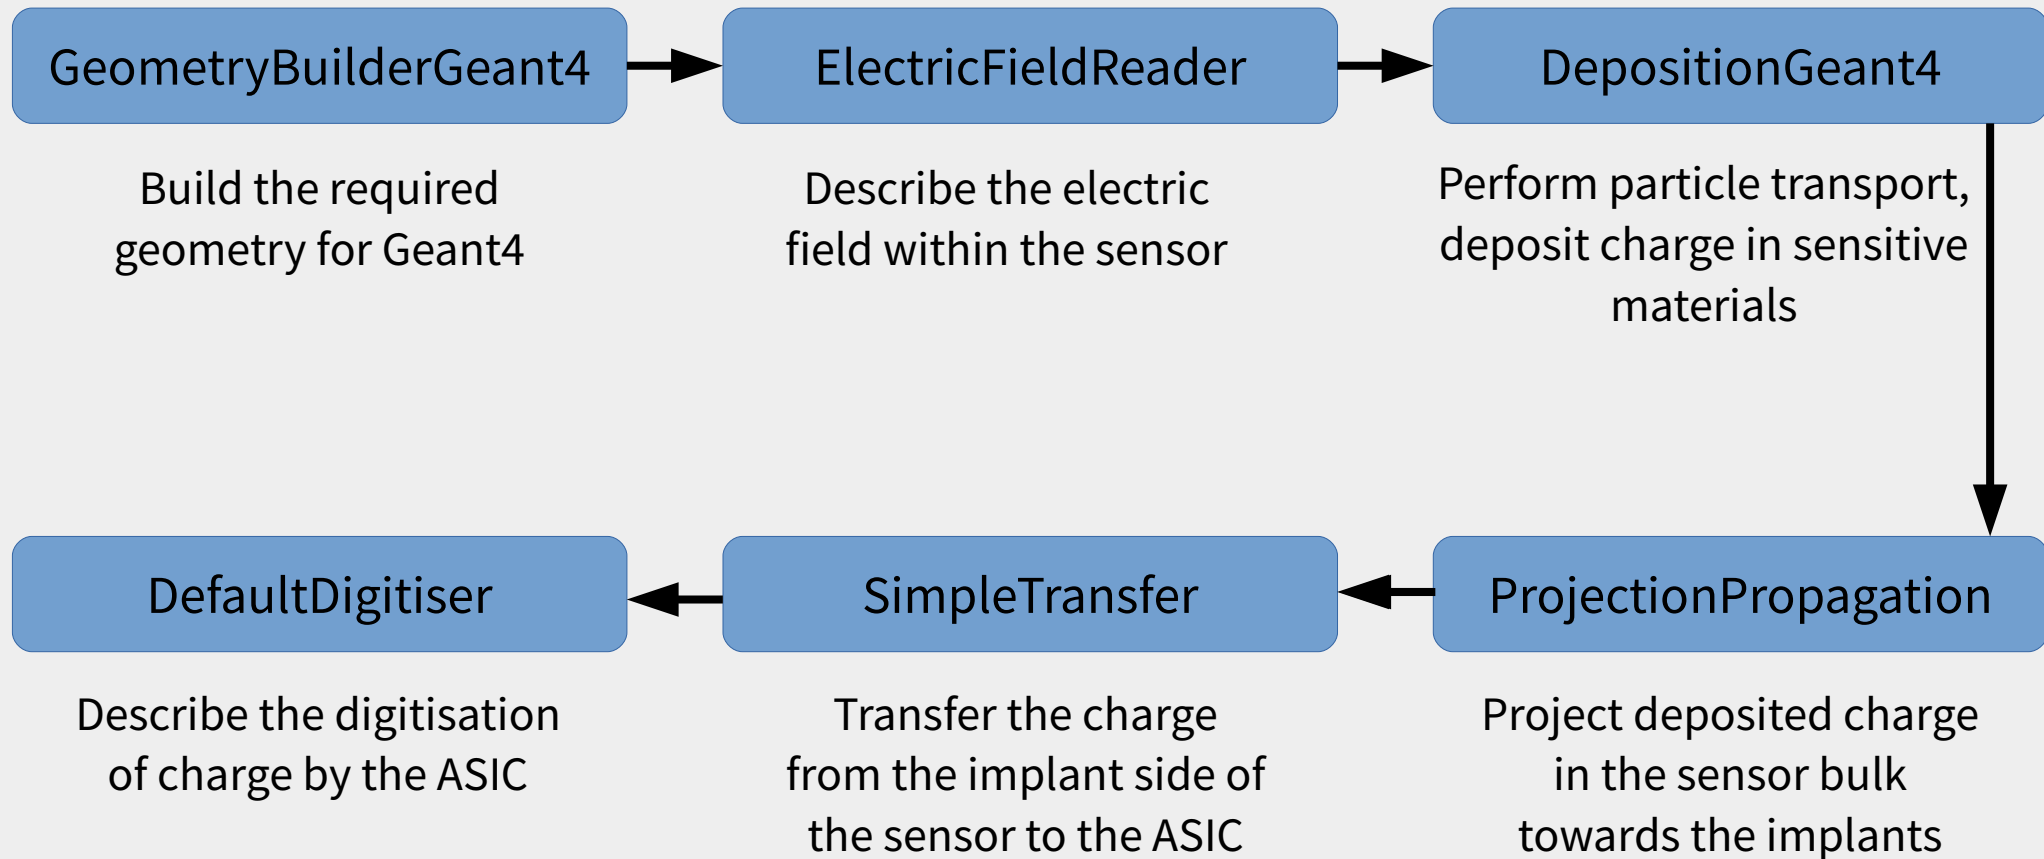 GeometryBuilderGeant4
Build the required
geometry for Geant4
ElectricFieldReader
Describe the electric
field within the sensor
DepositionGeant4
Perform particle transport,
deposit charge in sensitive
materials
ProjectionPropagation
Project deposited charge
in the sensor bulk
towards the implants
SimpleTransfer
Transfer the charge
from the implant side of
the sensor to the ASIC
DefaultDigitiser
Describe the digitisation
of charge by the ASIC